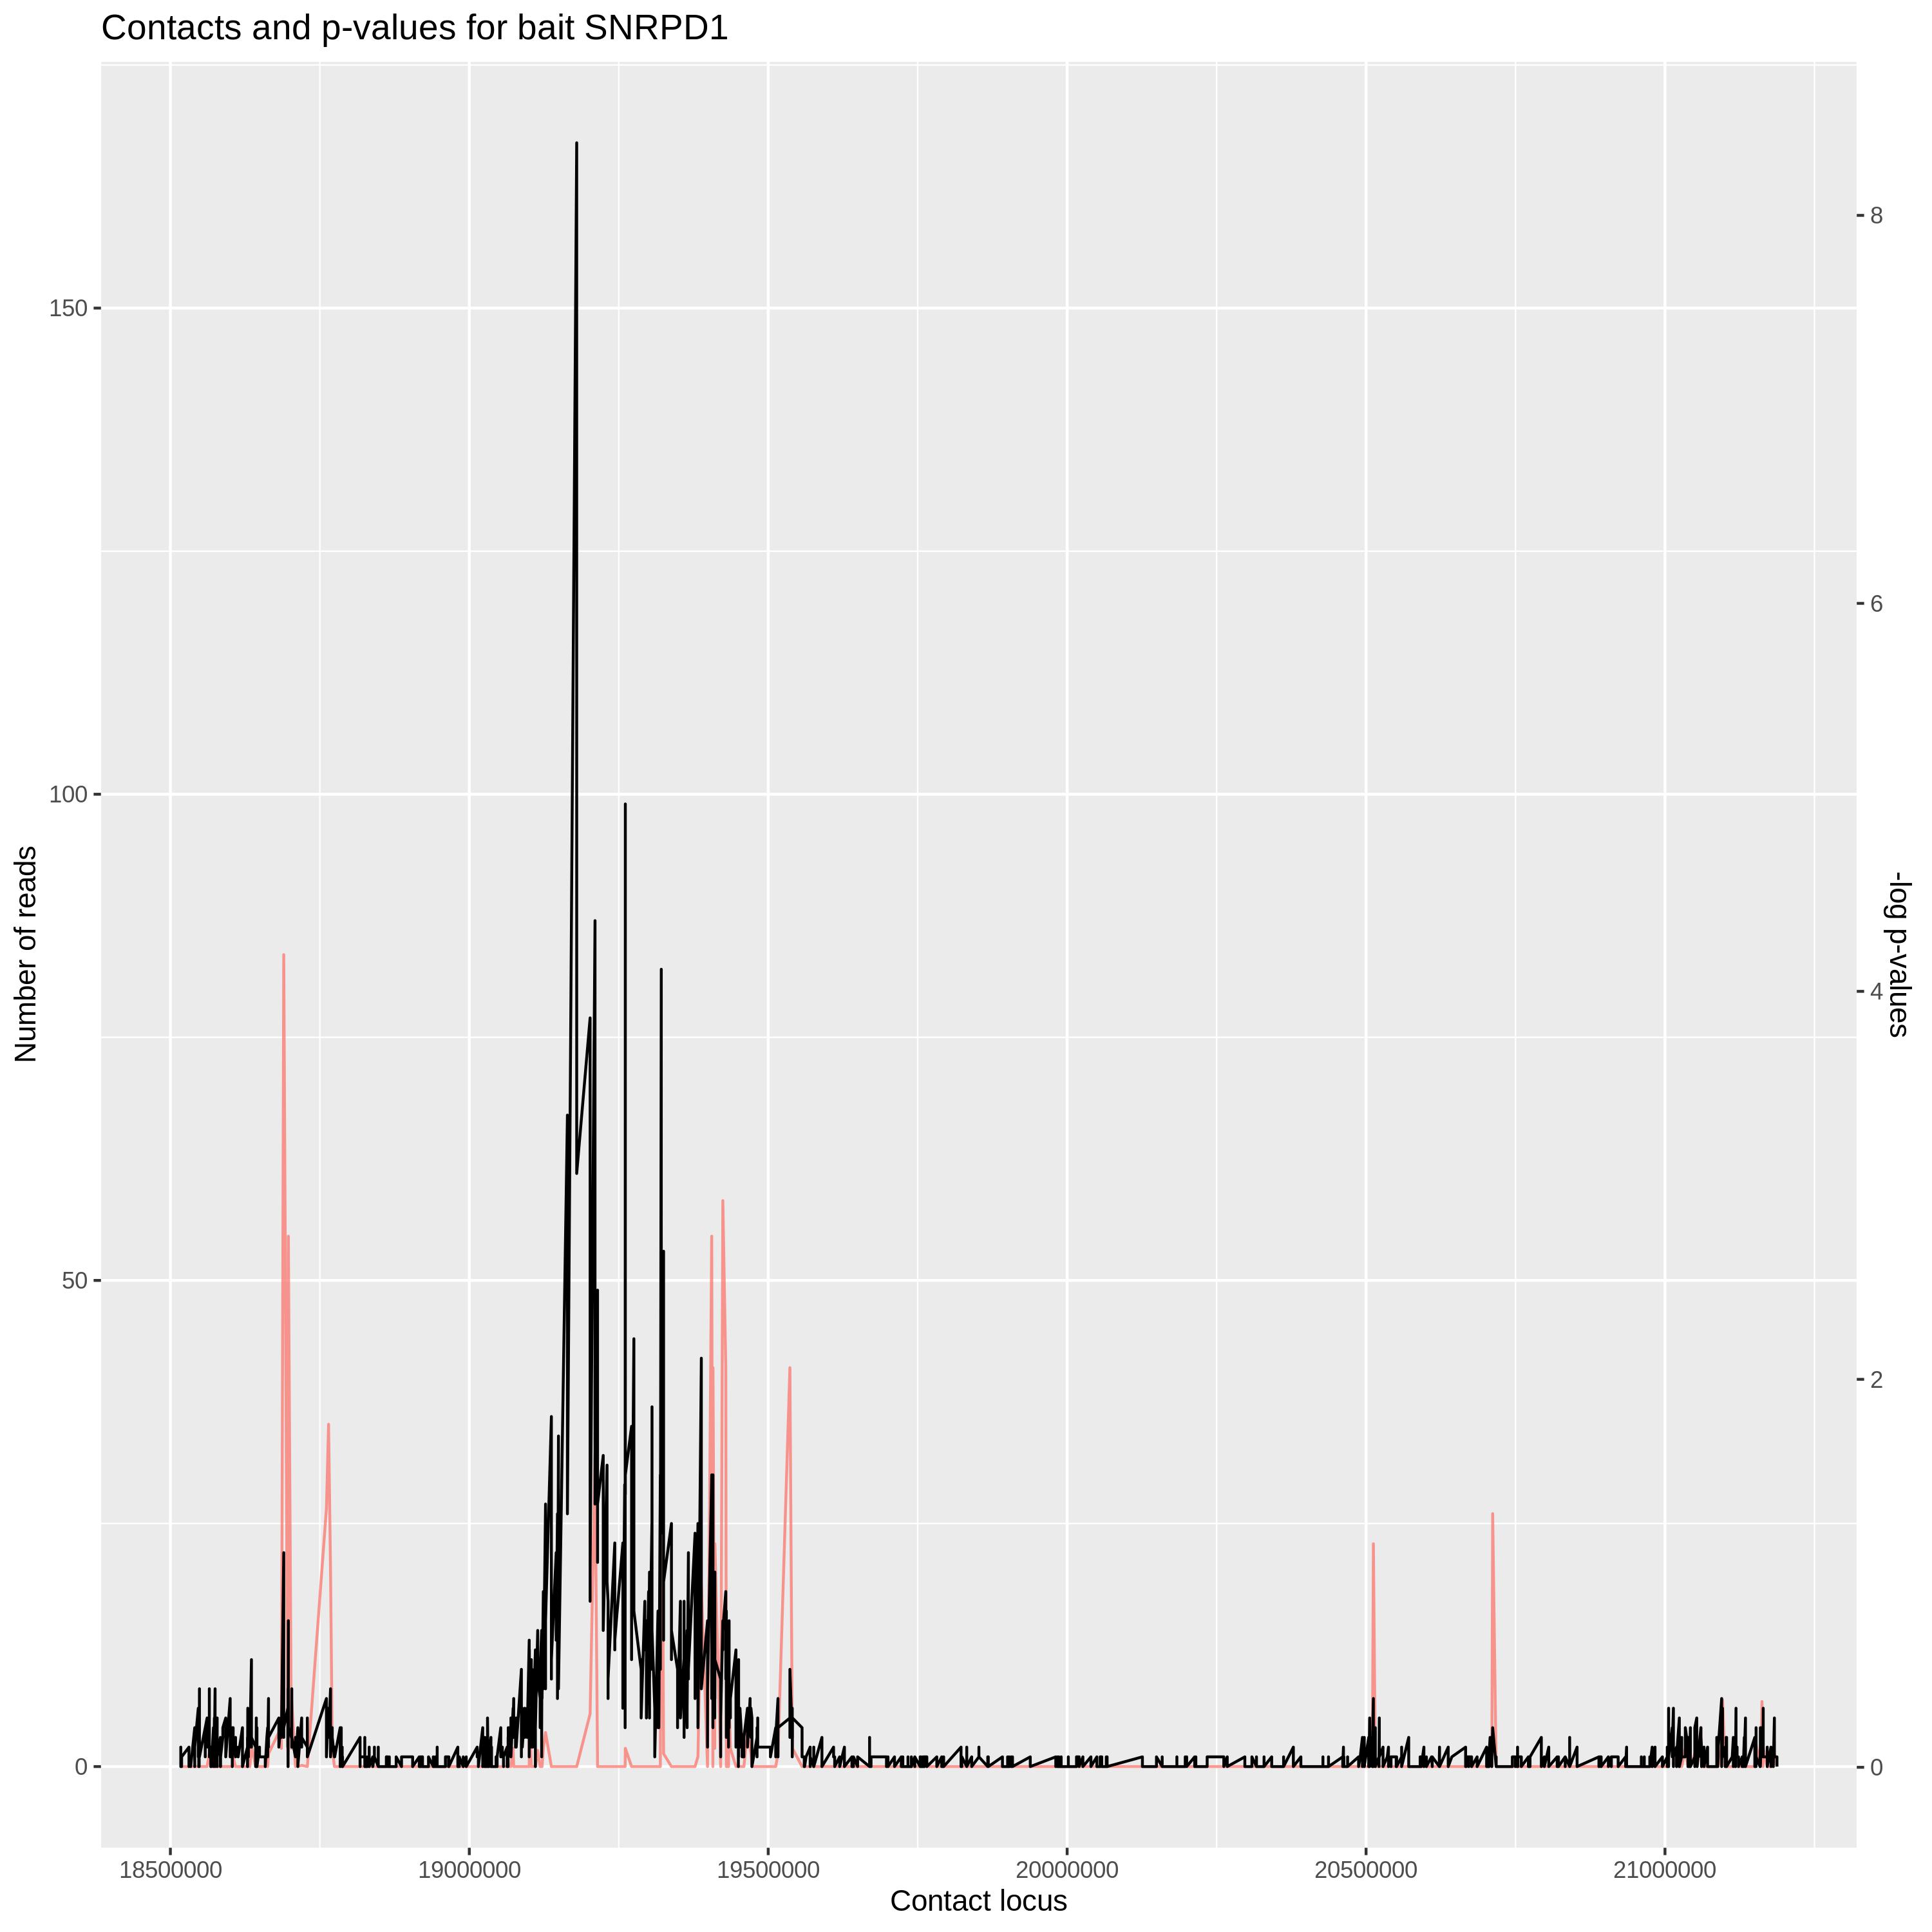 Contacts and p-values for bait SNRPD1
Number of reads
150
100
50
0
8
6
4
2
0
-log p-values
18500000 19000000 19500000 20000000 20500000 21000000
Contact locus